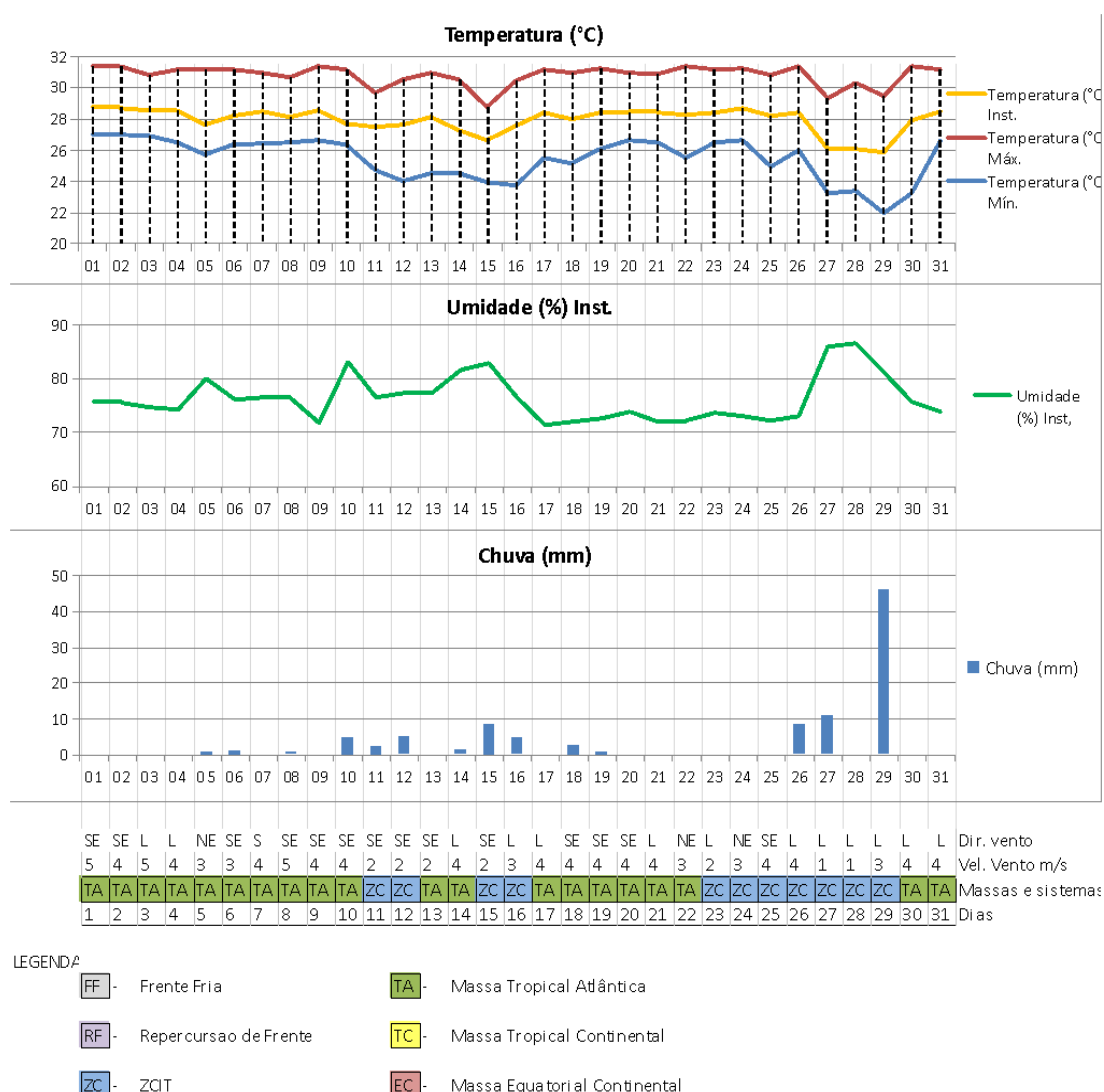 Temperatura (°C)
32
30
28
26
24
22
20
Temperatura (°C
Inst.
Temperatura (°C
Máx.
Temperatura (°C
Mín.
01 02 03 04 05 06 07 08 09 10 11 12 13 14 15 16 17 18 19 20 21 22 23 24 25 26 27 28 29 30 31
Umidade (%) Inst.
90
80
70
60
Umidade
(%) Inst,
01 02 03 04 05 06 07 08 09 10 11 12 13 14 15 16 17 18 19 20 21 22 23 24 25 26 27 28 29 30 31
Chuva (mm)
50
40
30
20
10
0
Chuva (mm)
01 02 03 04 05 06 07 08 09 10 11 12 13 14 15 16 17 18 19 20 21 22 23 24 25 26 27 28 29 30 31
SE SE L L NE SE S SE SE SE SE SE SE L SE L L SE SE SE L NE L NE SE L L L L L L Dir. vento
5 4 5 4 3 3 4 5 4 4 2 2 2 4 2 3 4 4 4 4 4 3 2 3 4 4 1 1 3 4 4 Vel. Vento m/s
TA TA TA TA TA TA TA TA TA TA ZC ZC TA TA ZC ZC TA TA TA TA TA TA ZC ZC ZC ZC ZC ZC ZC TA TA Massas e sistemas
1 2 3 4 5 6 7 8 9 10 11 12 13 14 15 16 17 18 19 20 21 22 23 24 25 26 27 28 29 30 31 Dias
LEGENDA
FF - Frente Fria TA - Massa Tropical Atlântica
RF - Repercursao de Frente TC - Massa Tropical Continental
ZC - ZCIT EC - Massa Equatorial Continental